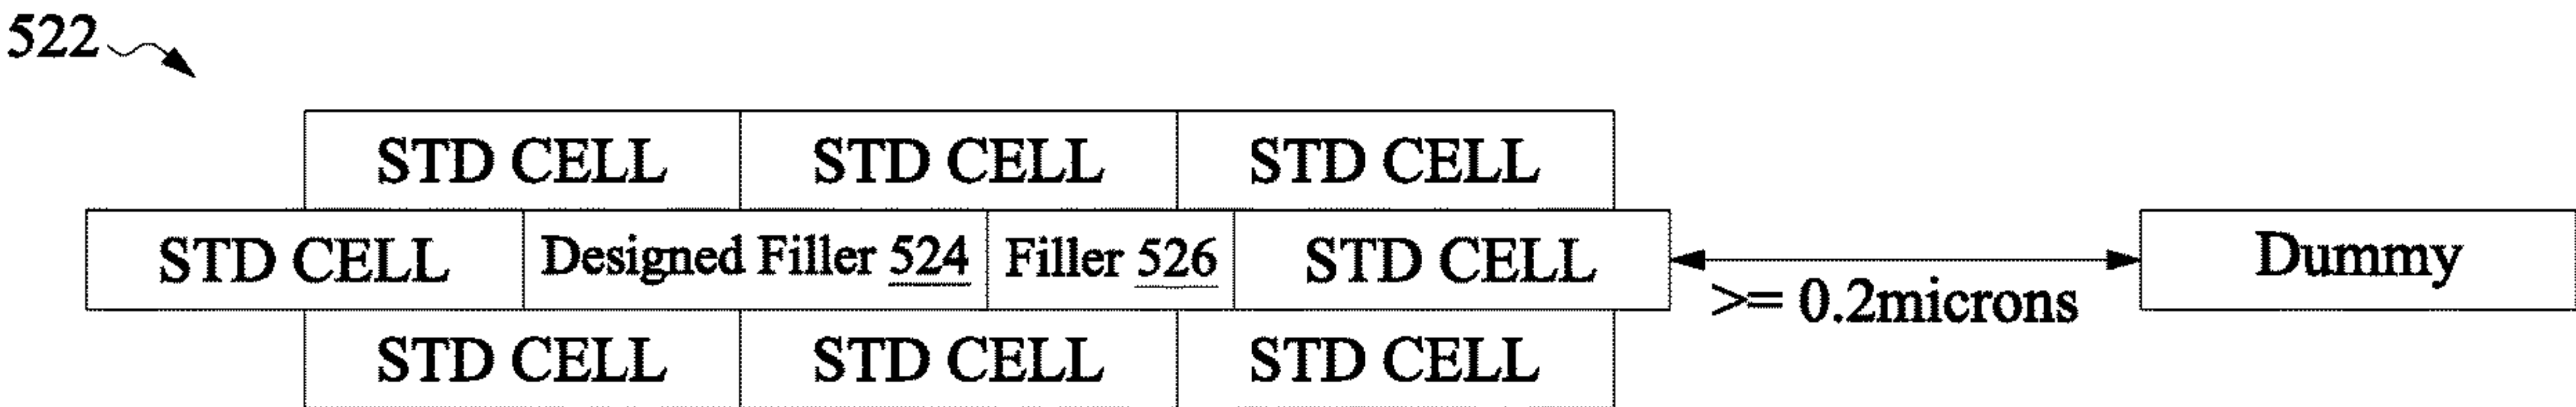 522
STD CELL STD CELL STD CELL
STD CELL Designed Filler 524 Filler 526 STD CELL Dummy
>= 0.2microns
STD CELL STD CELL STD CELL